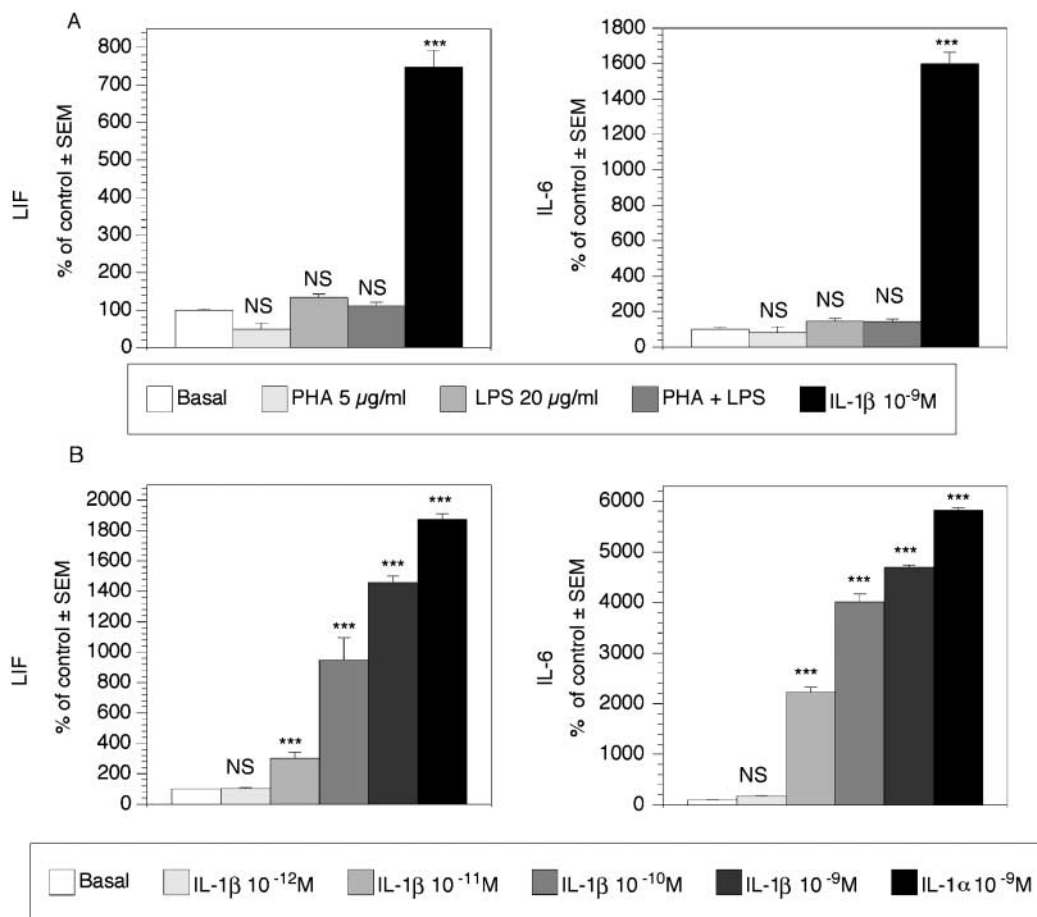 A
LIF
% of control ± SEM
800
700
600
500
400
300
200
100
0
NS
NS
NS
***
IL-6
% of control ± SEM
1800
1600
1400
1200
1000
800
600
400
200
0
NS
NS
NS
***
Basal PHA 5 µg/ml LPS 20 µg/ml PHA + LPS IL-1β 10-9M
B
LIF
% of control ± SEM
2000
1800
1600
1400
1200
1000
800
600
400
200
0
NS
***
***
***
***
IL-6
% of control ± SEM
6000
4000
2000
0
NS
***
***
***
***
Basal IL-1β 10-12M IL-1β 10-11M IL-1β 10-10M IL-1β 10-9M IL-1α 10-9M